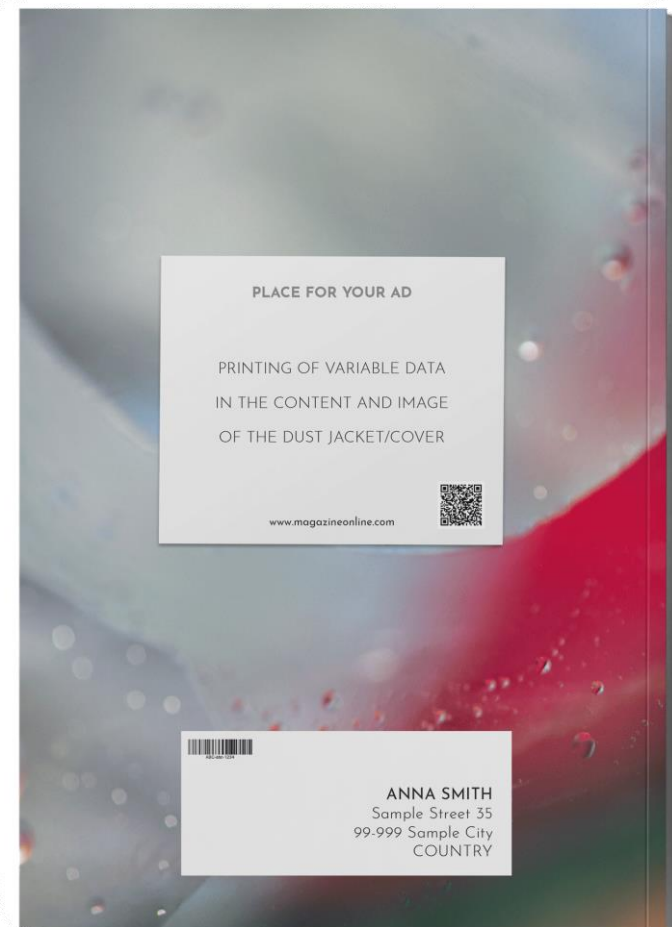 PLACE FOR YOUR AD
PRINTING OF VARIABLE DATA
IN THE CONTENT AND IMAGE
OF THE DUST JACKET/COVER
www.magazineonline.com
ANNA SMITH
Sample Street 35
99-999 Sample City
COUNTRY